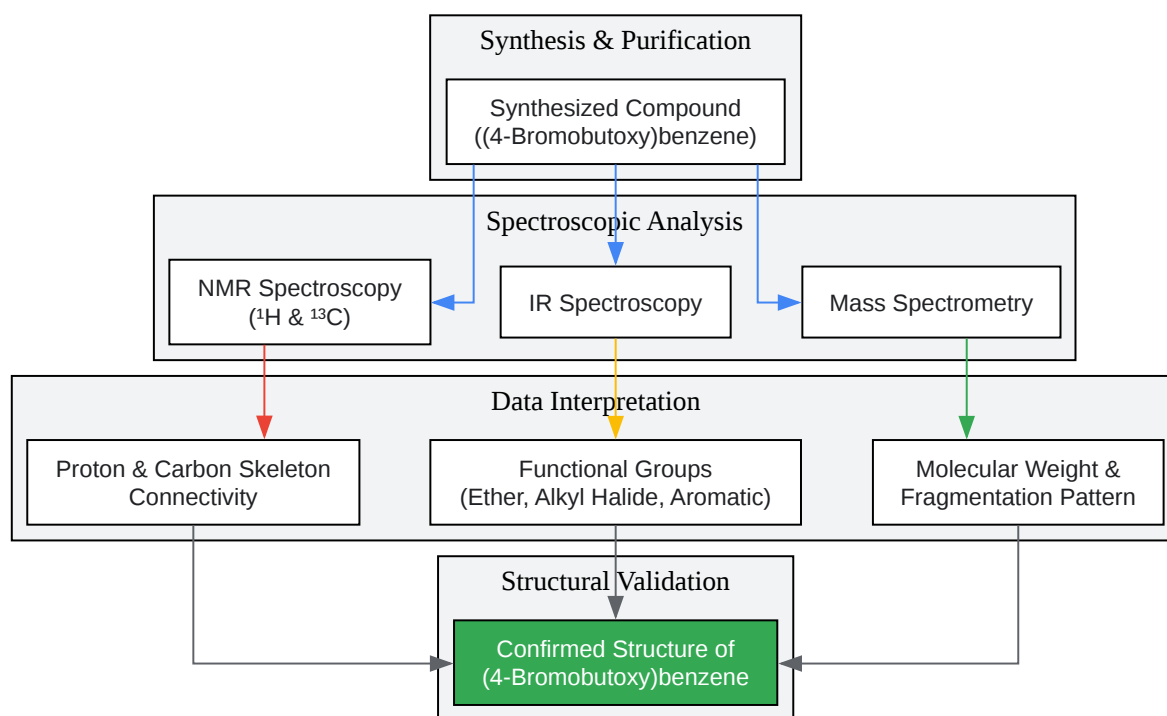 Synthesis & Purification
Synthesized Compound
((4-Bromobutoxy)benzene)
Spectroscopic Analysis
NMR Spectroscopy
(¹H & ¹³C)
IR Spectroscopy
Mass Spectrometry
Data Interpretation
Proton & Carbon Skeleton
Connectivity
Functional Groups
(Ether, Alkyl Halide, Aromatic)
Molecular Weight &
Fragmentation Pattern
Structural Validation
Confirmed Structure of
(4-Bromobutoxy)benzene